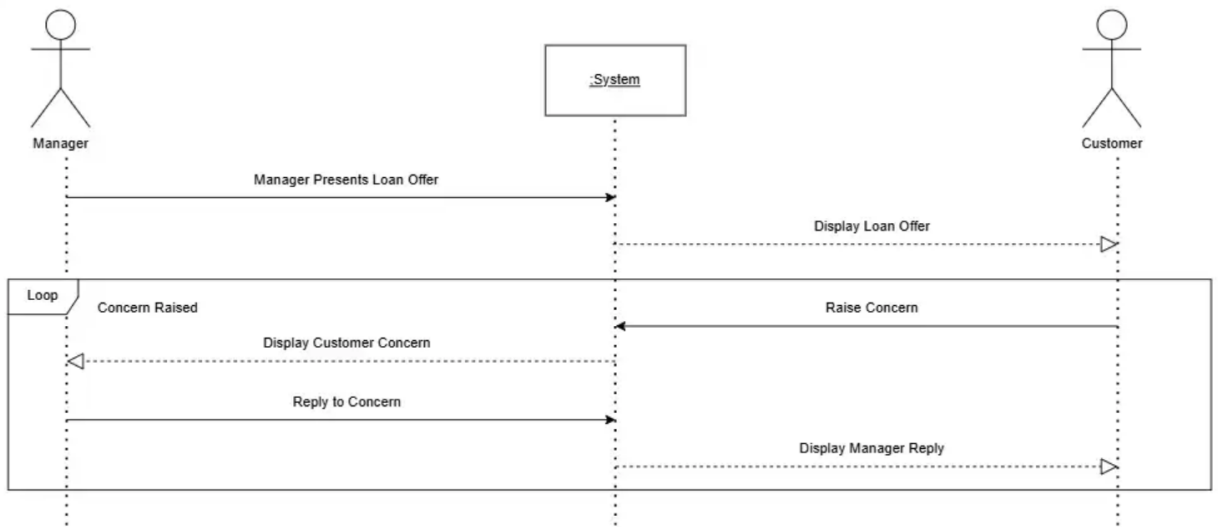 :System
Manager
Customer
Manager Presents Loan Offer
Display Loan Offer
Loop
Concern Raised
Raise Concern
Display Customer Concern
Reply to Concern
Display Manager Reply